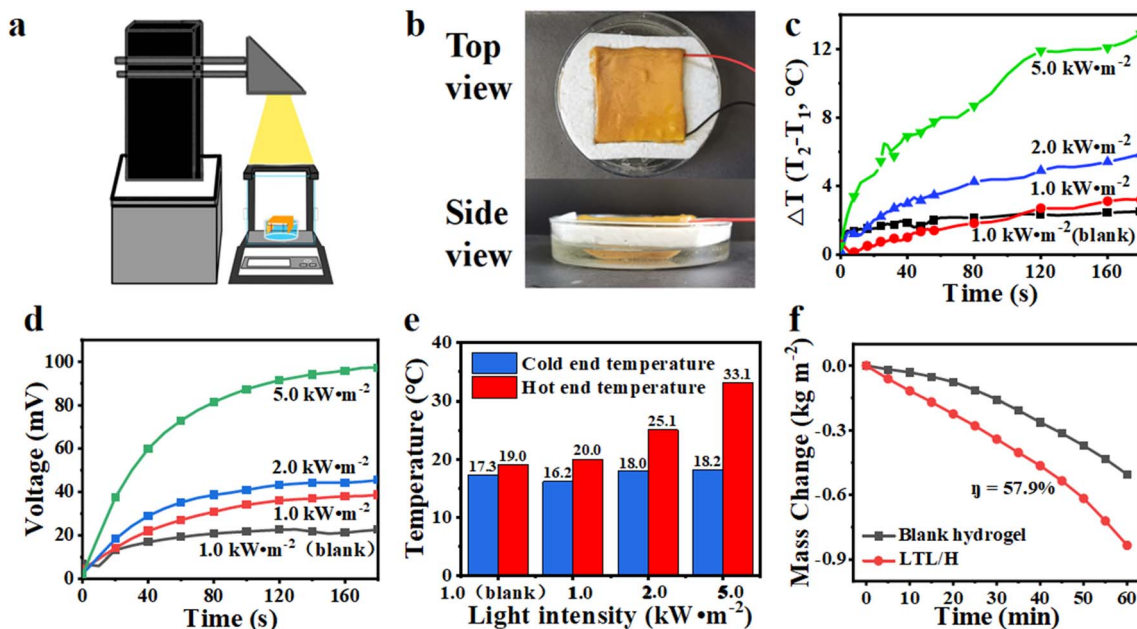 a
b
Top
view
Side
view
c
ΔT (T₂-T₁, °C)
12
8
4
0
5.0 kW•m⁻²
2.0 kW•m⁻²
1.0 kW•m⁻²
1.0 kW•m⁻²(blank)
0 40 80 120 160
Time (s)
d
Voltage (mV)
100
80
60
40
20
0
5.0 kW•m⁻²
2.0 kW•m⁻²
1.0 kW•m⁻²
1.0 kW•m⁻² (blank)
0 40 80 120 160
Time (s)
e
Temperature (°C)
40
30
20
10
0
Cold end temperature
Hot end temperature
17.3 19.0 16.2 20.0 18.0 25.1 18.2 33.1
1.0 (blank) 1.0 2.0 5.0
Light intensity (kW•m⁻²)
f
Mass Change (kg m⁻²)
0.0
-0.3
-0.6
-0.9
η = 57.9%
Blank hydrogel
LTL/H
0 10 20 30 40 50 60
Time (min)